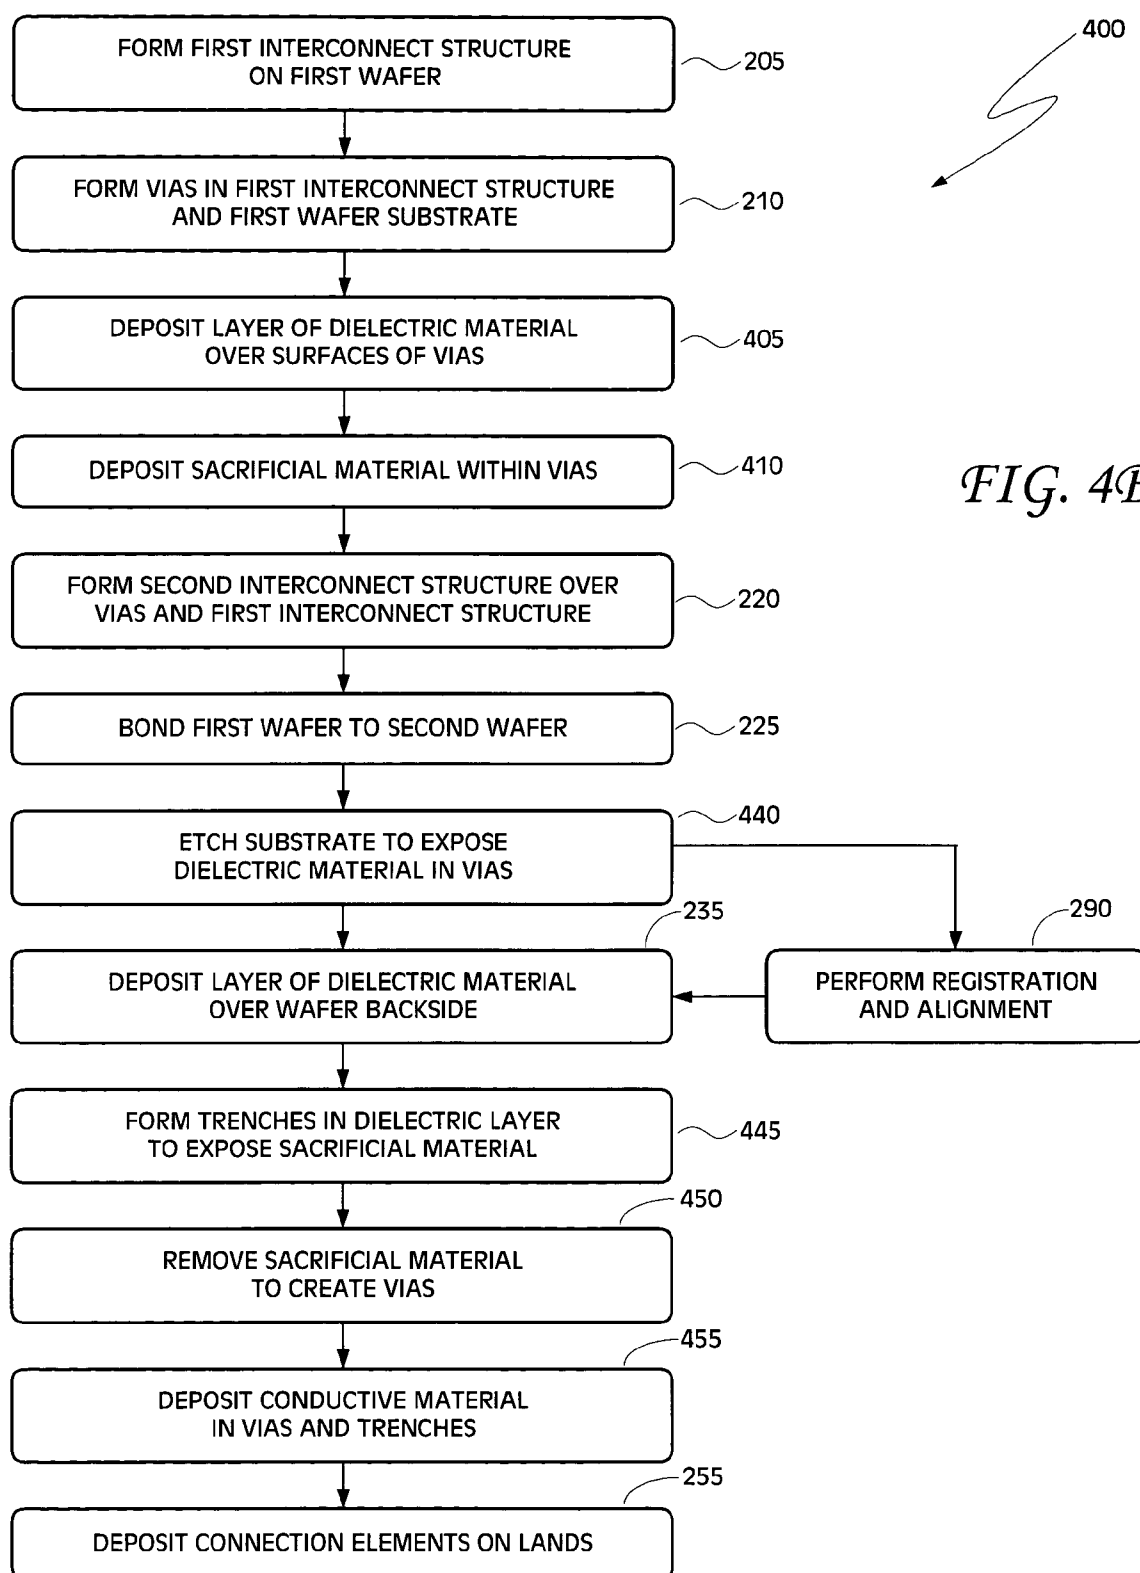 FORM FIRST INTERCONNECT STRUCTURE
ON FIRST WAFER
205
400
FORM VIAS IN FIRST INTERCONNECT STRUCTURE
AND FIRST WAFER SUBSTRATE
210
DEPOSIT LAYER OF DIELECTRIC MATERIAL
OVER SURFACES OF VIAS
405
DEPOSIT SACRIFICIAL MATERIAL WITHIN VIAS
410
FIG. 4B
FORM SECOND INTERCONNECT STRUCTURE OVER
VIAS AND FIRST INTERCONNECT STRUCTURE
220
BOND FIRST WAFER TO SECOND WAFER
225
ETCH SUBSTRATE TO EXPOSE
DIELECTRIC MATERIAL IN VIAS
440
DEPOSIT LAYER OF DIELECTRIC MATERIAL
OVER WAFER BACKSIDE
235
PERFORM REGISTRATION
AND ALIGNMENT
290
FORM TRENCHES IN DIELECTRIC LAYER
TO EXPOSE SACRIFICIAL MATERIAL
445
REMOVE SACRIFICIAL MATERIAL
TO CREATE VIAS
450
DEPOSIT CONDUCTIVE MATERIAL
IN VIAS AND TRENCHES
455
DEPOSIT CONNECTION ELEMENTS ON LANDS
255